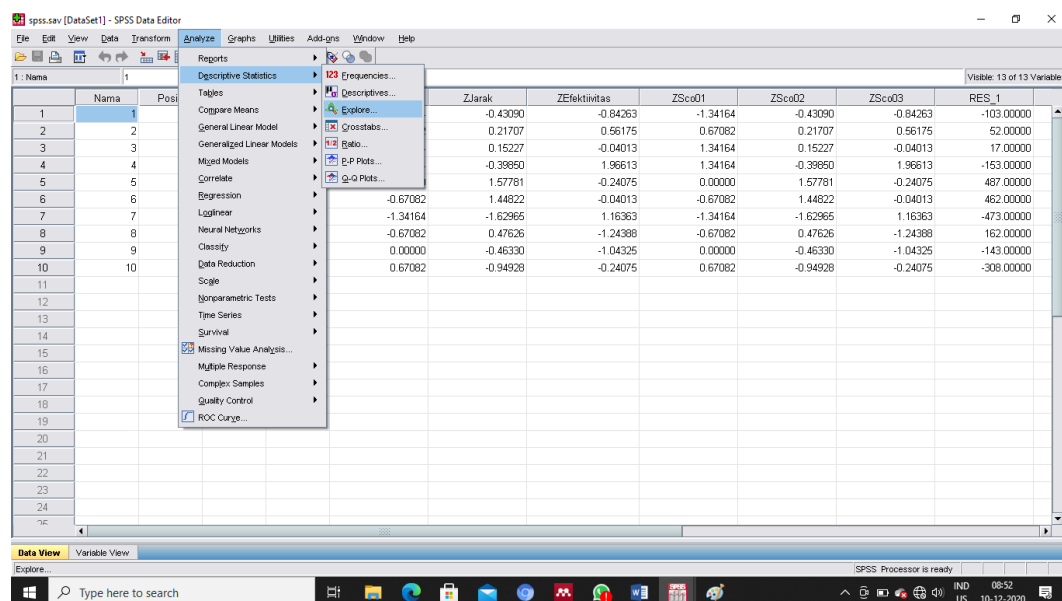 spss.sav [DataSet1] - SPSS Data Editor
File Edit View Data Transform Analyze Graphs Utilities Add-ons Window Help
1 : Nama 1 Visible: 13 of 13 Variable
Nama Posi ZJarak ZEfektiivitas ZSco01 ZSco02 ZSco03 RES_1
1 1 -0.43090 -0.84263 -1.34164 -0.43090 -0.84263 -103.00000
2 2 0.21707 0.56175 0.67082 0.21707 0.56175 52.00000
3 3 0.15227 -0.04013 1.34164 0.15227 -0.04013 17.00000
4 4 -0.39850 1.96613 1.34164 -0.39850 1.96613 -153.00000
5 5 1.57781 -0.24075 0.00000 1.57781 -0.24075 487.00000
6 6 -0.67082 1.44822 -0.04013 -0.67082 1.44822 -0.04013 462.00000
7 7 -1.34164 -1.62965 1.16363 -1.34164 -1.62965 1.16363 -473.00000
8 8 -0.67082 0.47626 -1.24388 -0.67082 0.47626 -1.24388 162.00000
9 9 0.00000 -0.46330 -1.04325 0.00000 -0.46330 -1.04325 -143.00000
10 10 0.67082 -0.94928 -0.24075 0.67082 -0.94928 -0.24075 -308.00000
11
12
13
14
15
16
17
18
19
20
21
22
23
24
Reports
Descriptive Statistics
Tables
Compare Means
General Linear Model
Generalized Linear Models
Mixed Models
Correlate
Regression
Loglinear
Neural Networks
Classify
Data Reduction
Scale
Nonparametric Tests
Time Series
Survival
Missing Value Analysis...
Multiple Response
Complex Samples
Quality Control
ROC Curve...
123 Frequencies...
Descriptives...
Explore...
Crosstabs...
1/2 Ratio...
P-P Plots...
Q-Q Plots...
Data View Variable View
Explore... SPSS Processor is ready
Type here to search
IND 08:52
US 10-12-2020